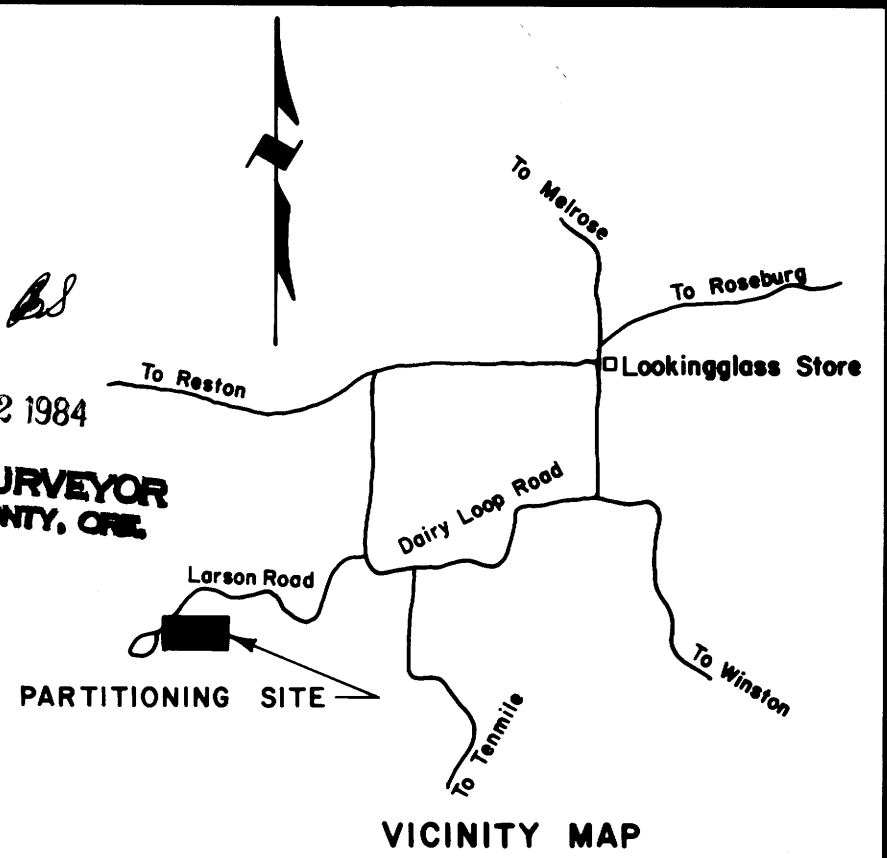 To Melrose
To Roseburg
Lookingglass Store
To Reston
2 1984
URVEYOR
NTY, ORE.
Dairy Loop Road
Larson Road
PARTITIONING SITE
To Winston
To Tenmile
VICINITY MAP